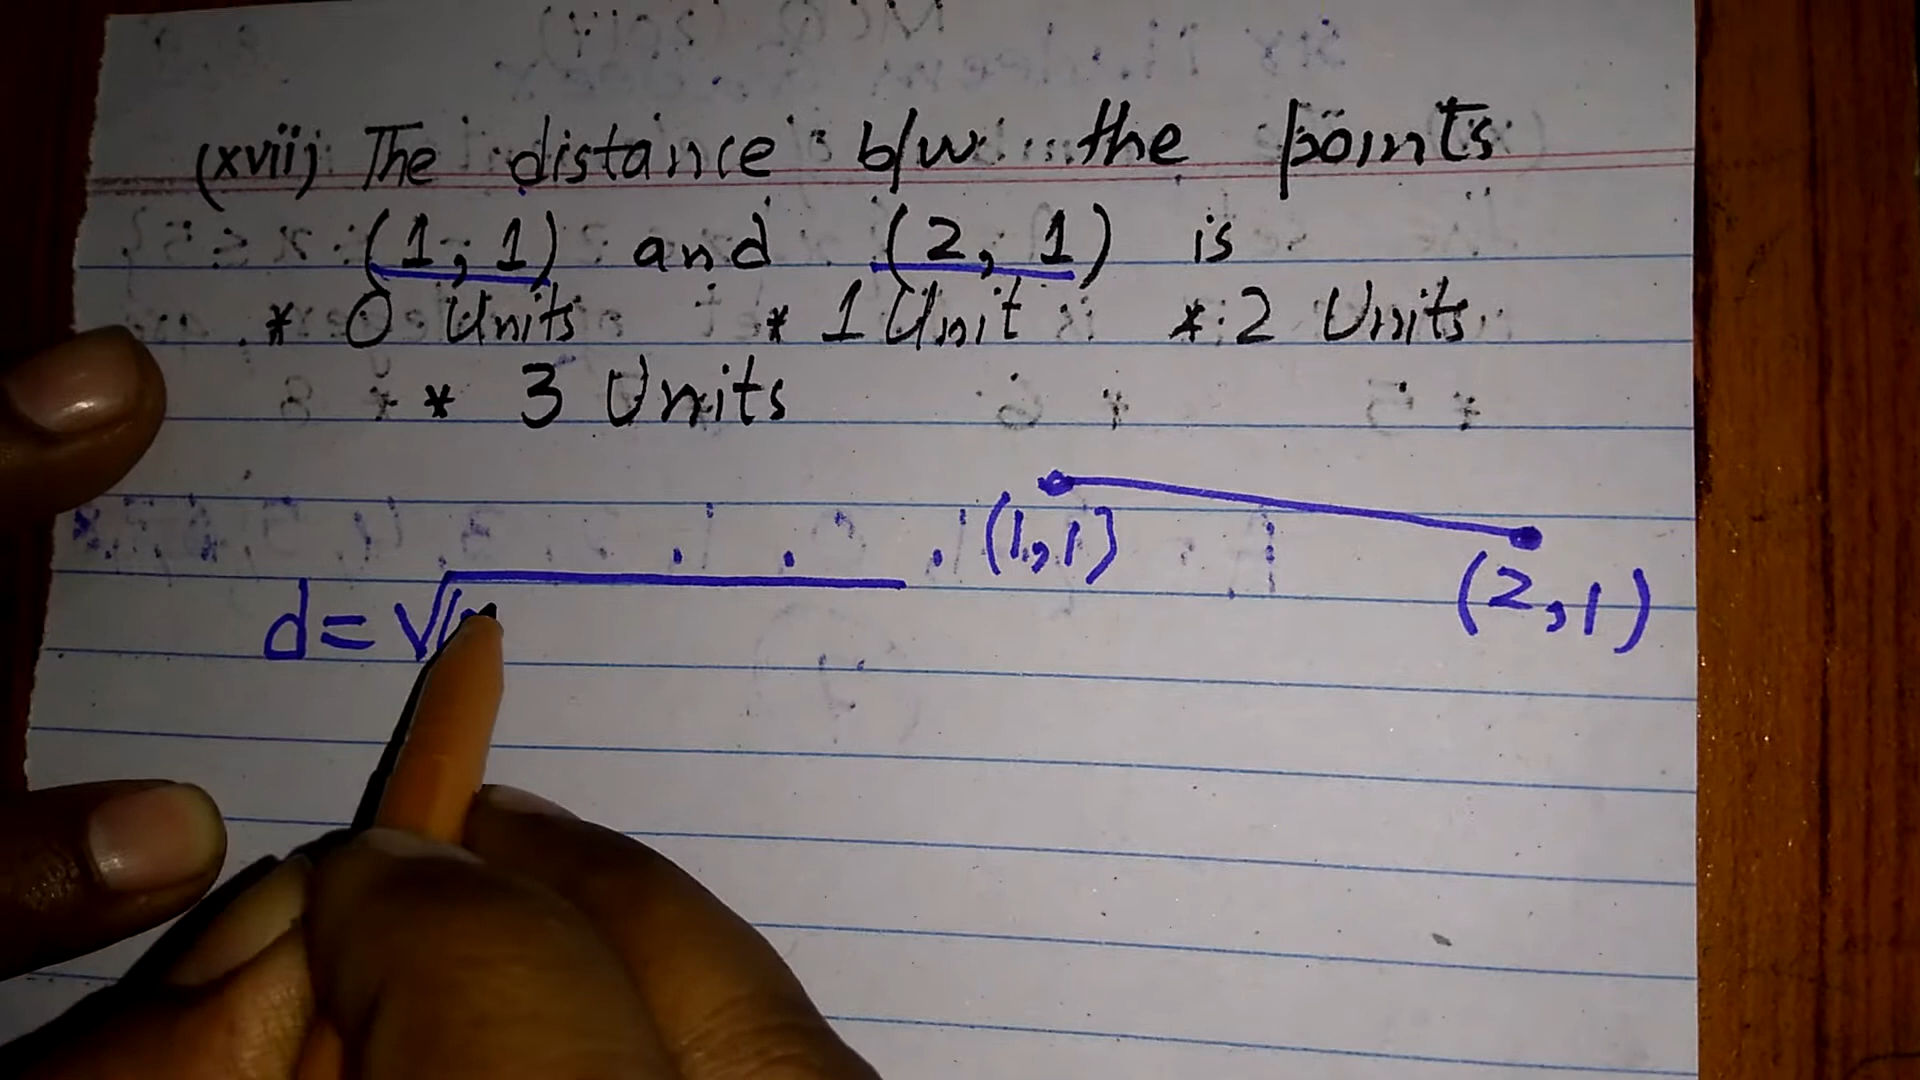 (xvii) The distance b/w the points
(1, 1) and (2, 1) is
* 0 Units * 1 Unit * 2 Units
* 3 Units
(1,1)
(2,1)
d=√(x